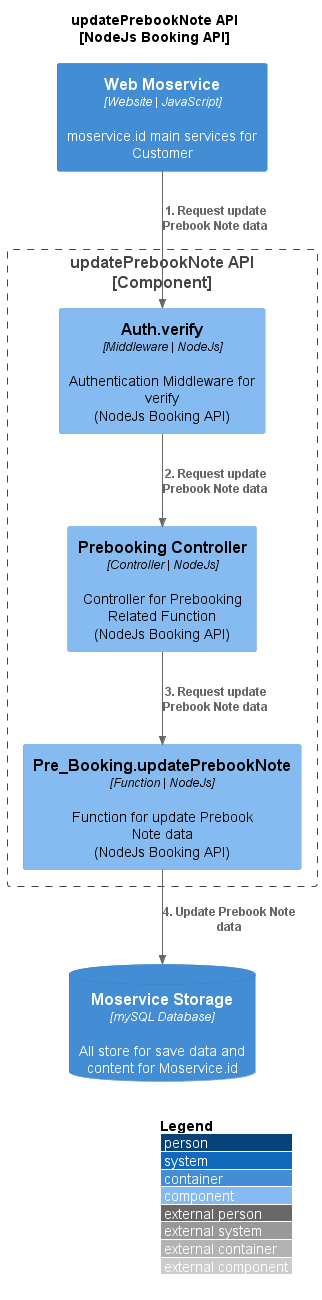 updatePrebookNote API
[NodeJs Booking API]
Web Moservice
[Website | JavaScript]
moservice.id main services for
Customer
1. Request update
Prebook Note data
updatePrebookNote API
[Component]
Auth.verify
[Middleware | NodeJs]
Authentication Middleware for
verify
(NodeJs Booking API)
2. Request update
Prebook Note data
Prebooking Controller
[Controller | NodeJs]
Controller for Prebooking
Related Function
(NodeJs Booking API)
3. Request update
Prebook Note data
Pre_Booking.updatePrebookNote
[Function | NodeJs]
Function for update Prebook
Note data
(NodeJs Booking API)
4. Update Prebook Note
data
Moservice Storage
[mySQL Database]
All store for save data and
content for Moservice.id
Legend
person
system
container
component
external person
external system
external container
external component